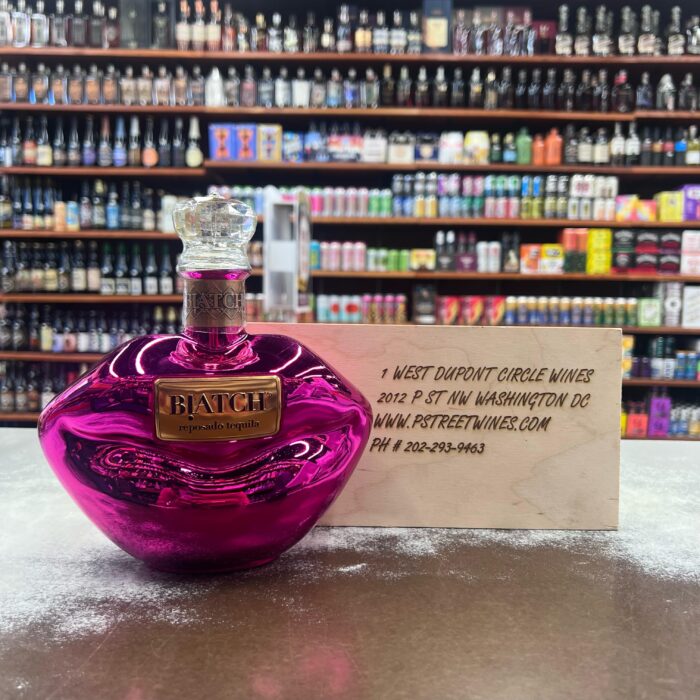 BIATCH
BIATCH
reposado tequila
1 WEST DUPONT CIRCLE WINES
2012 P ST NW WASHINGTON DC
WWW.PSTREETWINES.COM
PH # 202-293-9463